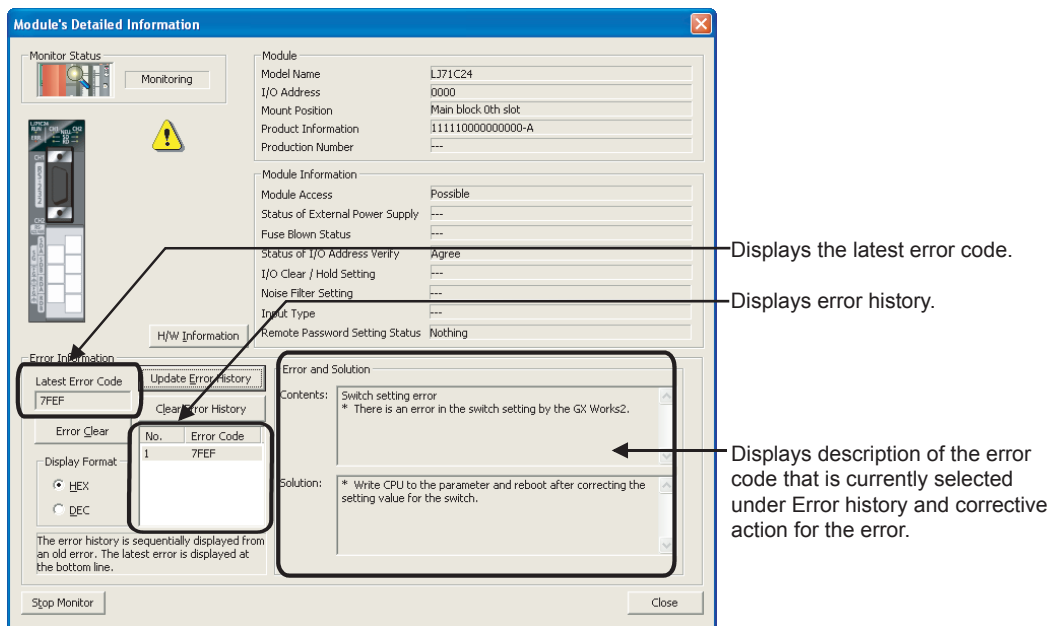 Module's Detailed Information
Monitor Status
Monitoring
Module
Model Name LJ71C24
I/O Address 0000
Mount Position Main block 0th slot
Product Information 111110000000000-A
Production Number ---
Module Information
Module Access Possible
Status of External Power Supply ---
Fuse Blown Status ---
Status of I/O Address Verify Agree
I/O Clear / Hold Setting ---
Noise Filter Setting ---
Input Type ---
Remote Password Setting Status Nothing
H/W Information
Displays the latest error code.
Displays error history.
Error Information
Latest Error Code
7FEF
Update Error History
Clear Error History
Error Clear
No. Error Code
1 7FEF
Display Format
HEX
DEC
The error history is sequentially displayed from
an old error. The latest error is displayed at
the bottom line.
Error and Solution
Contents: Switch setting error
* There is an error in the switch setting by the GX Works2.
Solution: * Write CPU to the parameter and reboot after correcting the
setting value for the switch.
Displays description of the error
code that is currently selected
under Error history and corrective
action for the error.
Stop Monitor
Close